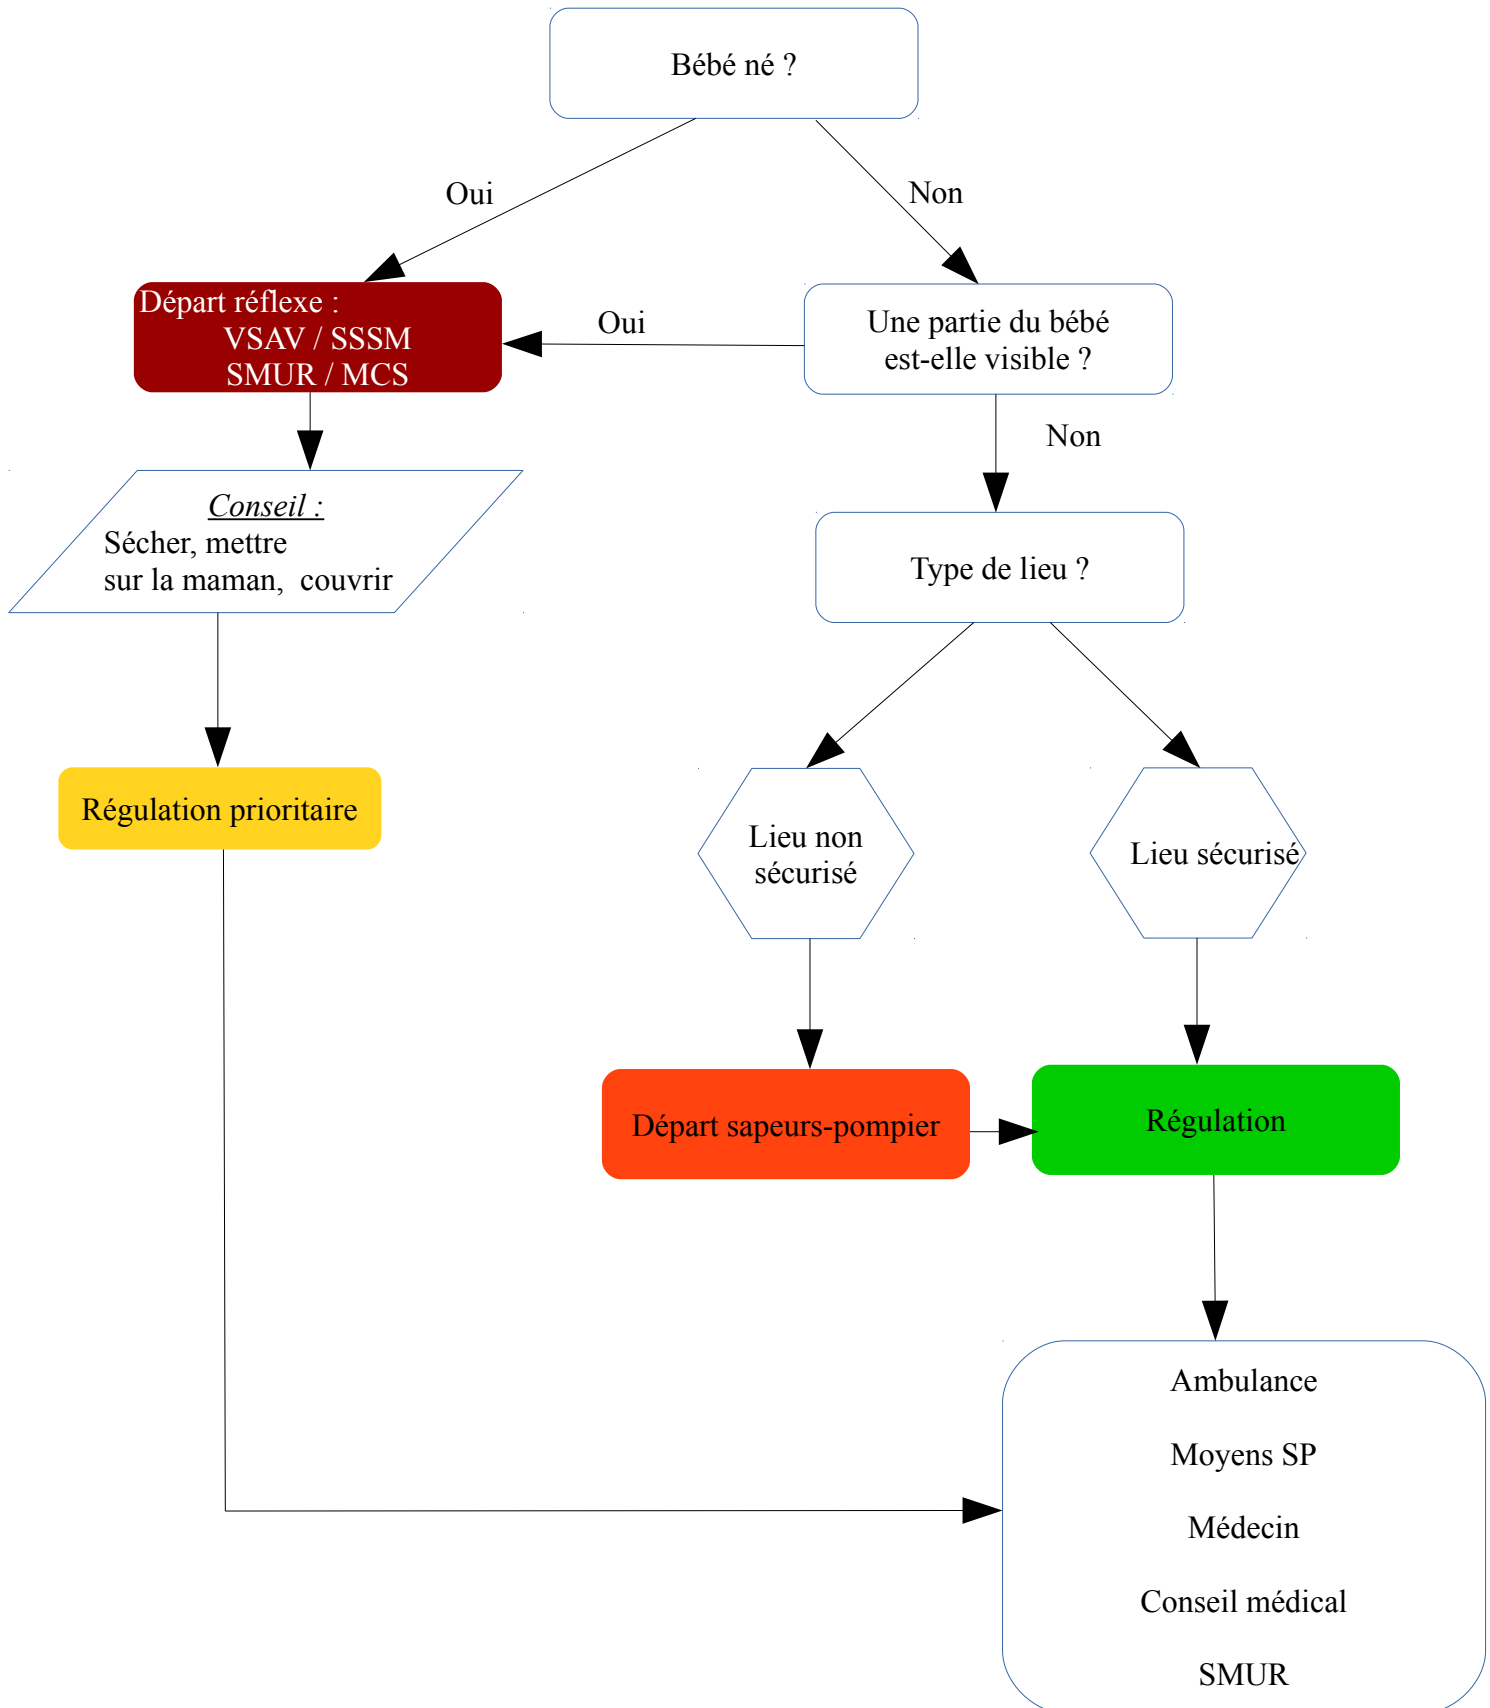 Bébé né ?
Oui
Non
Départ réflexe :
VSAV / SSSM
SMUR / MCS
Oui
Une partie du bébé
est-elle visible ?
Non
Conseil :
Sécher, mettre
sur la maman,  couvrir
Type de lieu ?
Régulation prioritaire
Lieu non
sécurisé
Lieu sécurisé
Départ sapeurs-pompier
Régulation
Ambulance
Moyens SP
Médecin
Conseil médical
SMUR